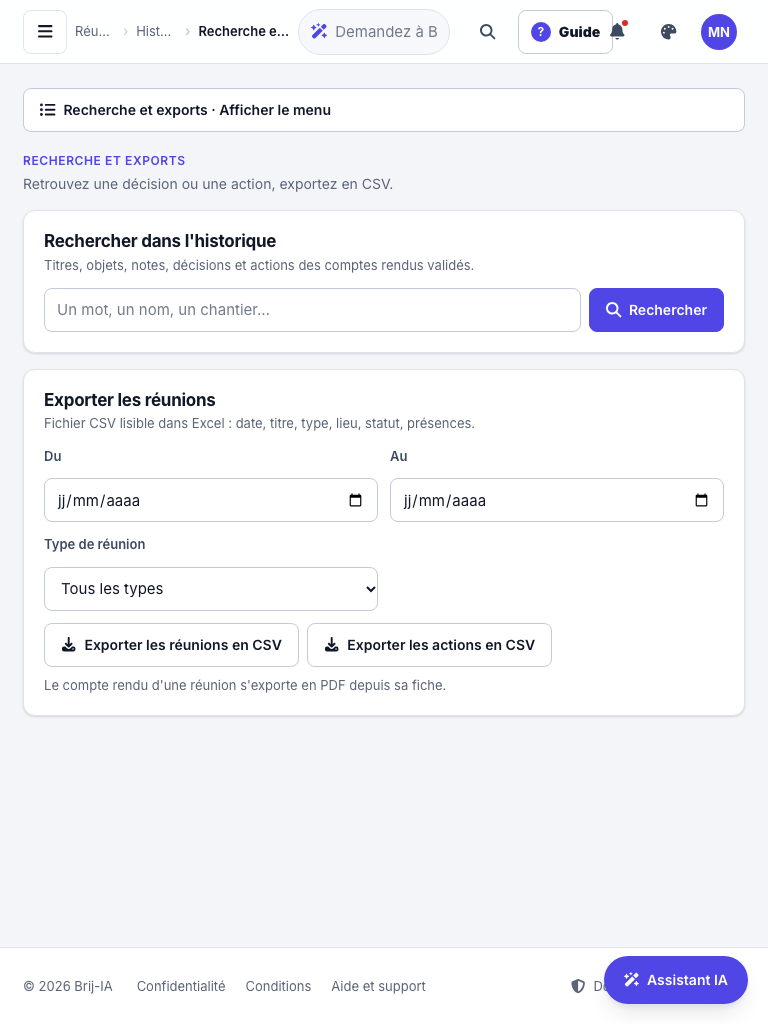 Réu... › Hist... › Recherche e... Demandez à B ? Guide MN
Recherche et exports · Afficher le menu
RECHERCHE ET EXPORTS
Retrouvez une décision ou une action, exportez en CSV.
Rechercher dans l'historique
Titres, objets, notes, décisions et actions des comptes rendus validés.
Un mot, un nom, un chantier...
Rechercher
Exporter les réunions
Fichier CSV lisible dans Excel : date, titre, type, lieu, statut, présences.
Du
Au
jj/mm/aaaa
jj/mm/aaaa
Type de réunion
Tous les types
Exporter les réunions en CSV
Exporter les actions en CSV
Le compte rendu d'une réunion s'exporte en PDF depuis sa fiche.
© 2026 Brij-IA Confidentialité Conditions Aide et support
Assistant IA